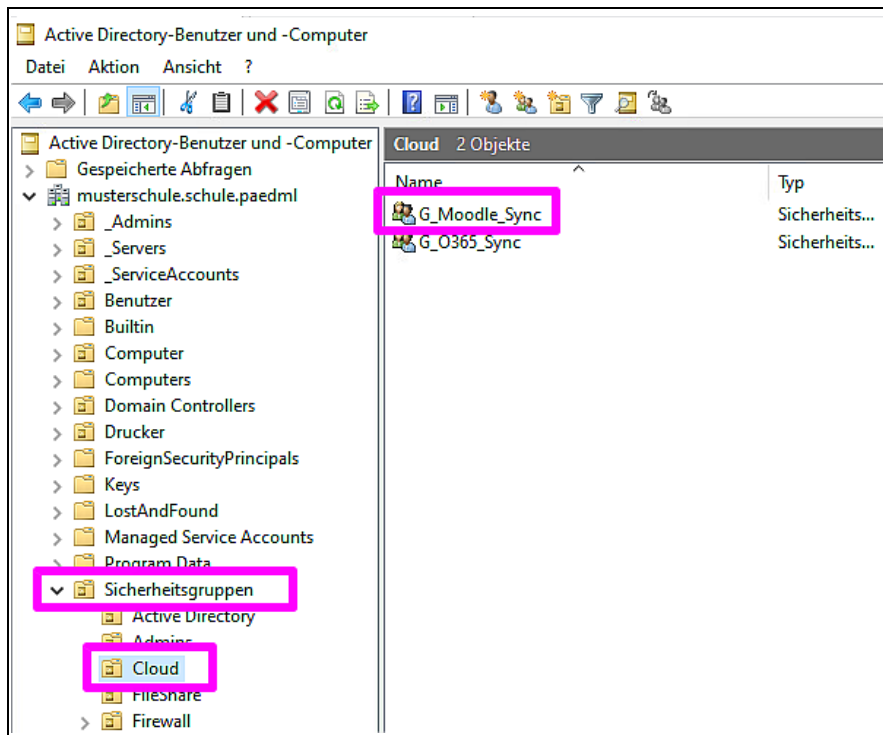 Active Directory-Benutzer und -Computer
Datei Aktion Ansicht ?
Active Directory-Benutzer und -Computer
Gespeicherte Abfragen
musterschule.schule.paedml
_Admins
_Servers
_ServiceAccounts
Benutzer
Builtin
Computer
Computers
Domain Controllers
Drucker
ForeignSecurityPrincipals
Keys
LostAndFound
Managed Service Accounts
Program Data
Sicherheitsgruppen
Active Directory
Admins
Cloud
FileShare
Firewall
Cloud 2 Objekte
Name Typ
G_Moodle_Sync Sicherheits...
G_O365_Sync Sicherheits...